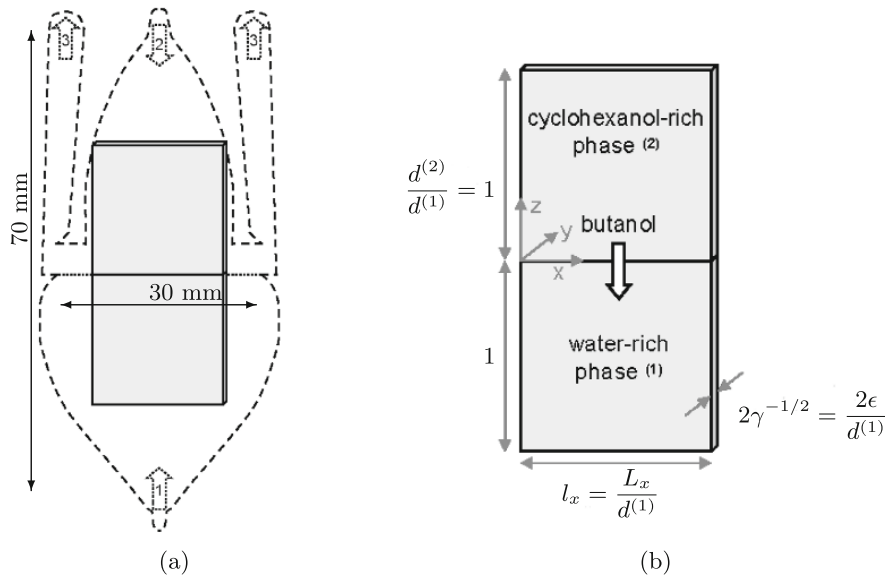 3
2
3
70 mm
30 mm
1
(a)
cyclohexanol-rich
phase (2)
d^{(2)}/d^{(1)} = 1
z
y
x
butanol
1
water-rich
phase (1)
2γ^{-1/2} = 2ϵ/d^{(1)}
l_x = L_x/d^{(1)}
(b)